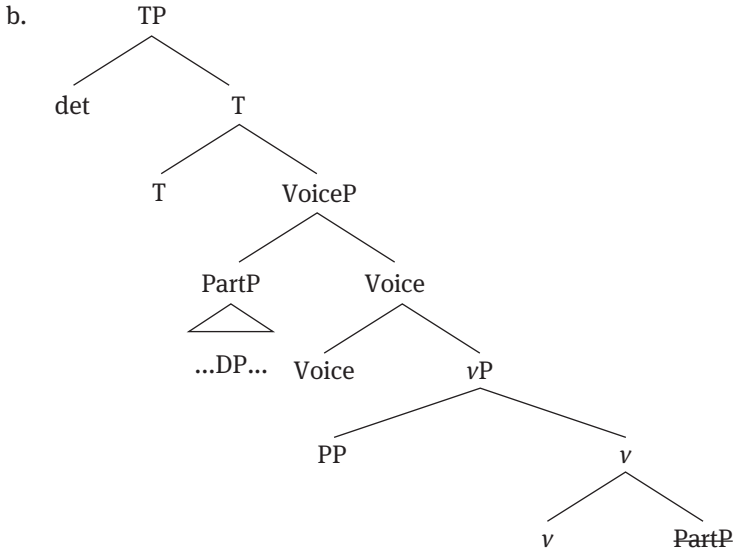 b. TP
det T
T VoiceP
PartP Voice
...DP... Voice vP
PP v
v PartP